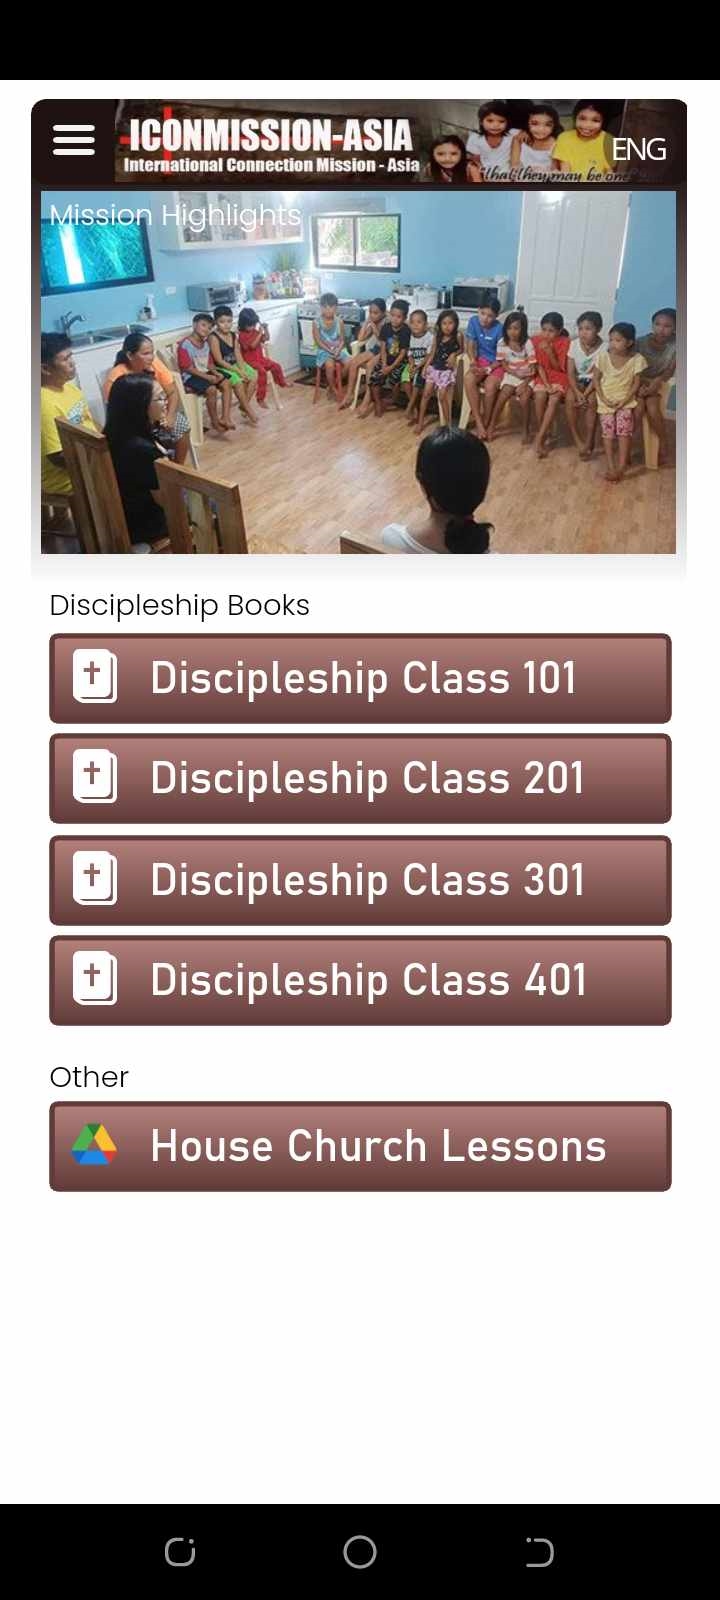 ICONMISSION-ASIA
International Connection Mission - Asia
ENG
"that they may be one"
Mission Highlights
Discipleship Books
Discipleship Class 101
Discipleship Class 201
Discipleship Class 301
Discipleship Class 401
Other
House Church Lessons